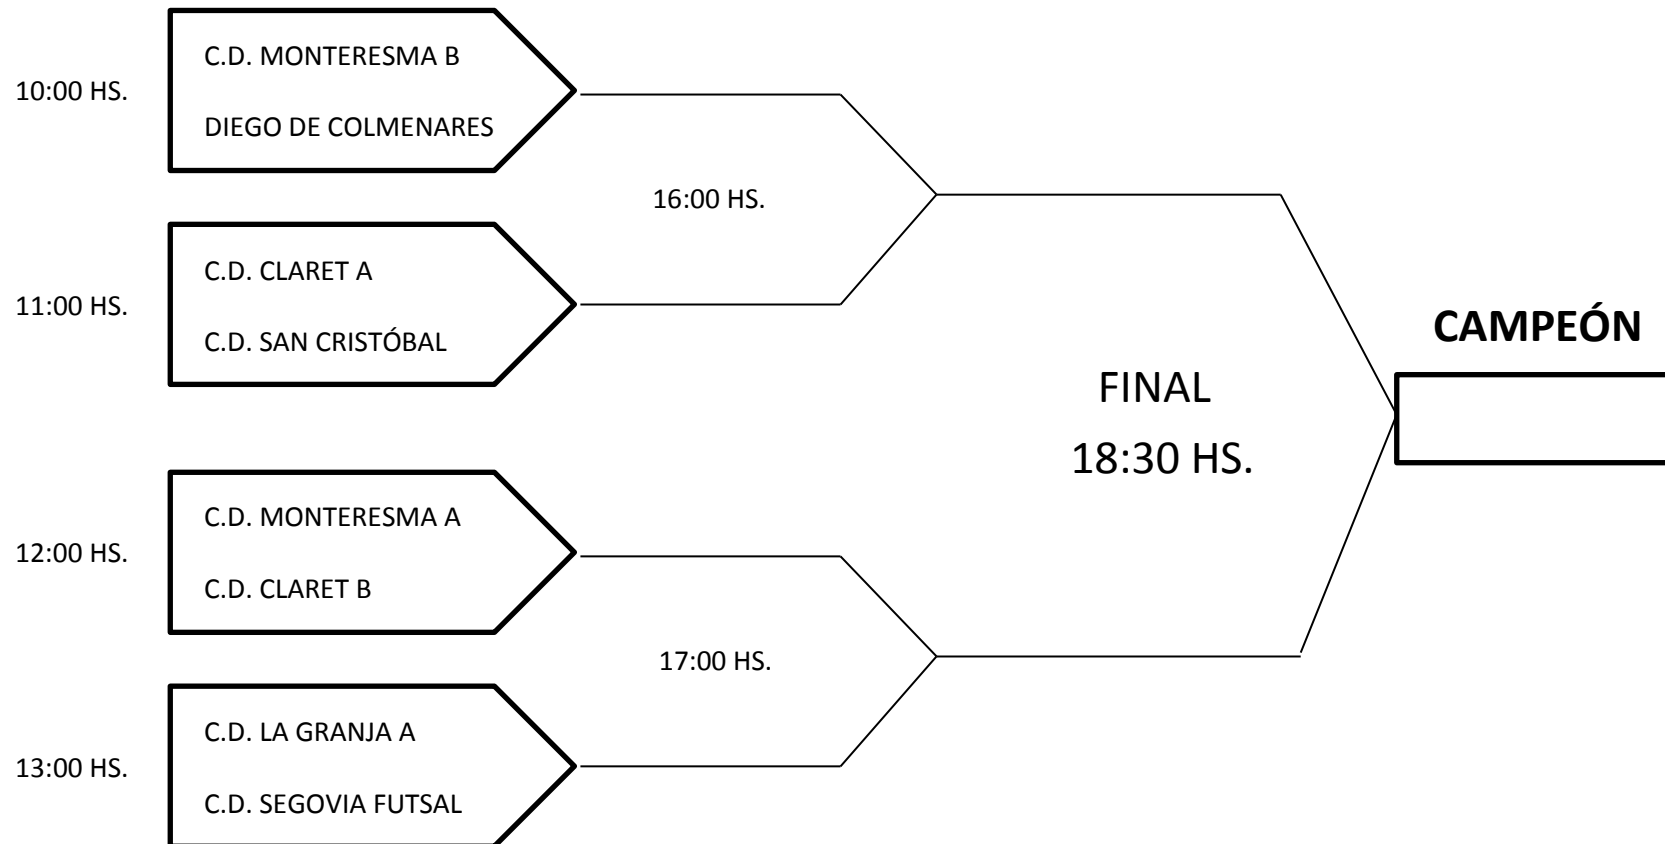 C.D. MONTERESMA B
10:00 HS.
DIEGO DE COLMENARES
16:00 HS.
C.D. CLARET A
11:00 HS.
C.D. SAN CRISTÓBAL
CAMPEÓN
FINAL
18:30 HS.
C.D. MONTERESMA A
12:00 HS.
C.D. CLARET B
17:00 HS.
C.D. LA GRANJA A
13:00 HS.
C.D. SEGOVIA FUTSAL